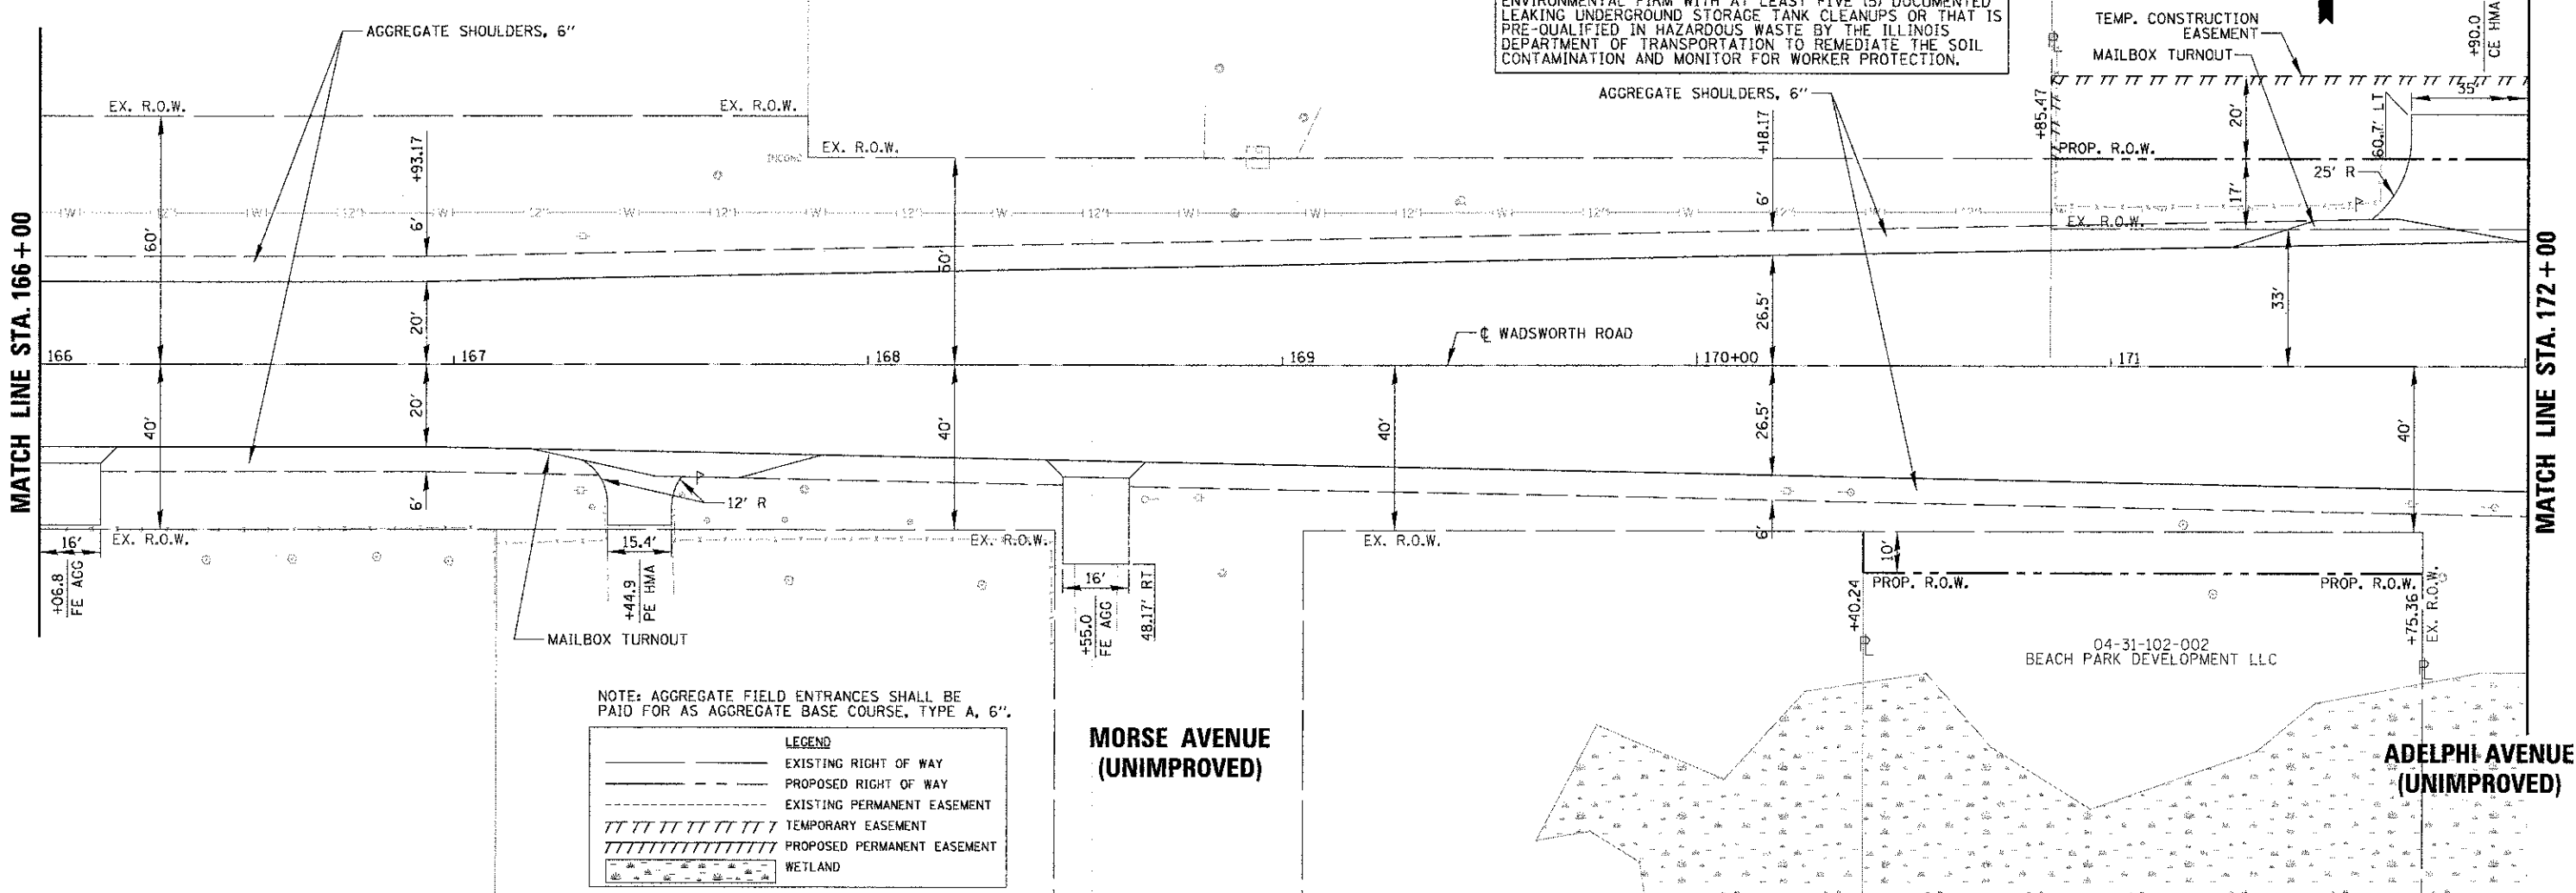 ENVIRONMENTAL FIRM WITH AT LEAST FIVE (5) DOCUMENTED
LEAKING UNDERGROUND STORAGE TANK CLEANUPS OR THAT IS
PRE-QUALIFIED IN HAZARDOUS WASTE BY THE ILLINOIS
DEPARTMENT OF TRANSPORTATION TO REMEDIATE THE SOIL
CONTAMINATION AND MONITOR FOR WORKER PROTECTION.
TEMP. CONSTRUCTION
EASEMENT
MAILBOX TURNOUT
+90.0
CE HMA
35'
AGGREGATE SHOULDERS, 6"
AGGREGATE SHOULDERS, 6"
EX. R.O.W.
EX. R.O.W.
EX. R.O.W.
+93.17
6'
60'
60'
+18.17
6'
+85.47
20'
60.7' LT
PROP. R.O.W.
25' R
17'
EX. R.O.W.
(W) 12" (W) 12" (W) 12" (W) 12" (W) 12" (W) 12" (W) 12" (W) 12"
MATCH LINE STA. 166+00
MATCH LINE STA. 172+00
20'
26.5'
33'
℄ WADSWORTH ROAD
166
167
168
169
170+00
171
40'
20'
40'
40'
26.5'
40'
6'
12' R
6'
EX. R.O.W.
EX. R.O.W.
EX. R.O.W.
16'
+06.8
FE AGG
15.4'
+44.9
PE HMA
16'
+55.0
FE AGG
48.17' RT
10'
PROP. R.O.W.
PROP. R.O.W.
+40.24
+75.36
EX. R.O.W.
MAILBOX TURNOUT
04-31-102-002
BEACH PARK DEVELOPMENT LLC
NOTE: AGGREGATE FIELD ENTRANCES SHALL BE
PAID FOR AS AGGREGATE BASE COURSE, TYPE A, 6".
LEGEND
EXISTING RIGHT OF WAY
PROPOSED RIGHT OF WAY
EXISTING PERMANENT EASEMENT
TEMPORARY EASEMENT
PROPOSED PERMANENT EASEMENT
WETLAND
MORSE AVENUE
(UNIMPROVED)
ADELPHI AVENUE
(UNIMPROVED)